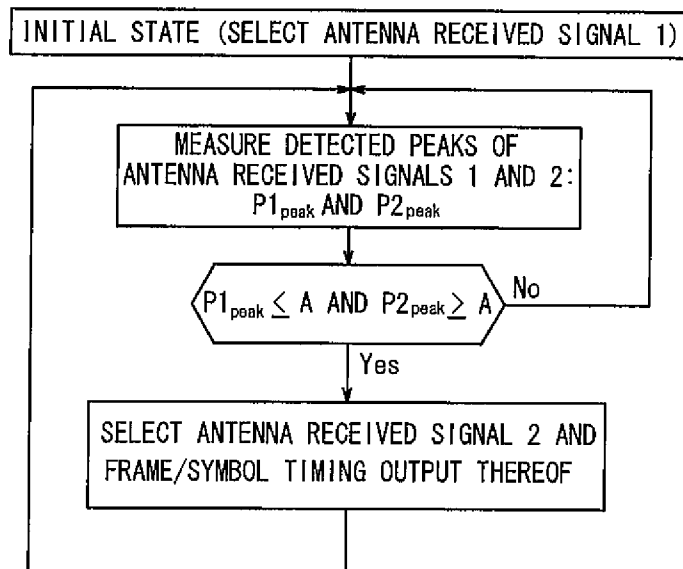 INITIAL STATE (SELECT ANTENNA RECEIVED SIGNAL 1)
MEASURE DETECTED PEAKS OF
ANTENNA RECEIVED SIGNALS 1 AND 2:
P1peak AND P2peak
P1peak ≤ A AND P2peak ≥ A
No
Yes
SELECT ANTENNA RECEIVED SIGNAL 2 AND
FRAME/SYMBOL TIMING OUTPUT THEREOF